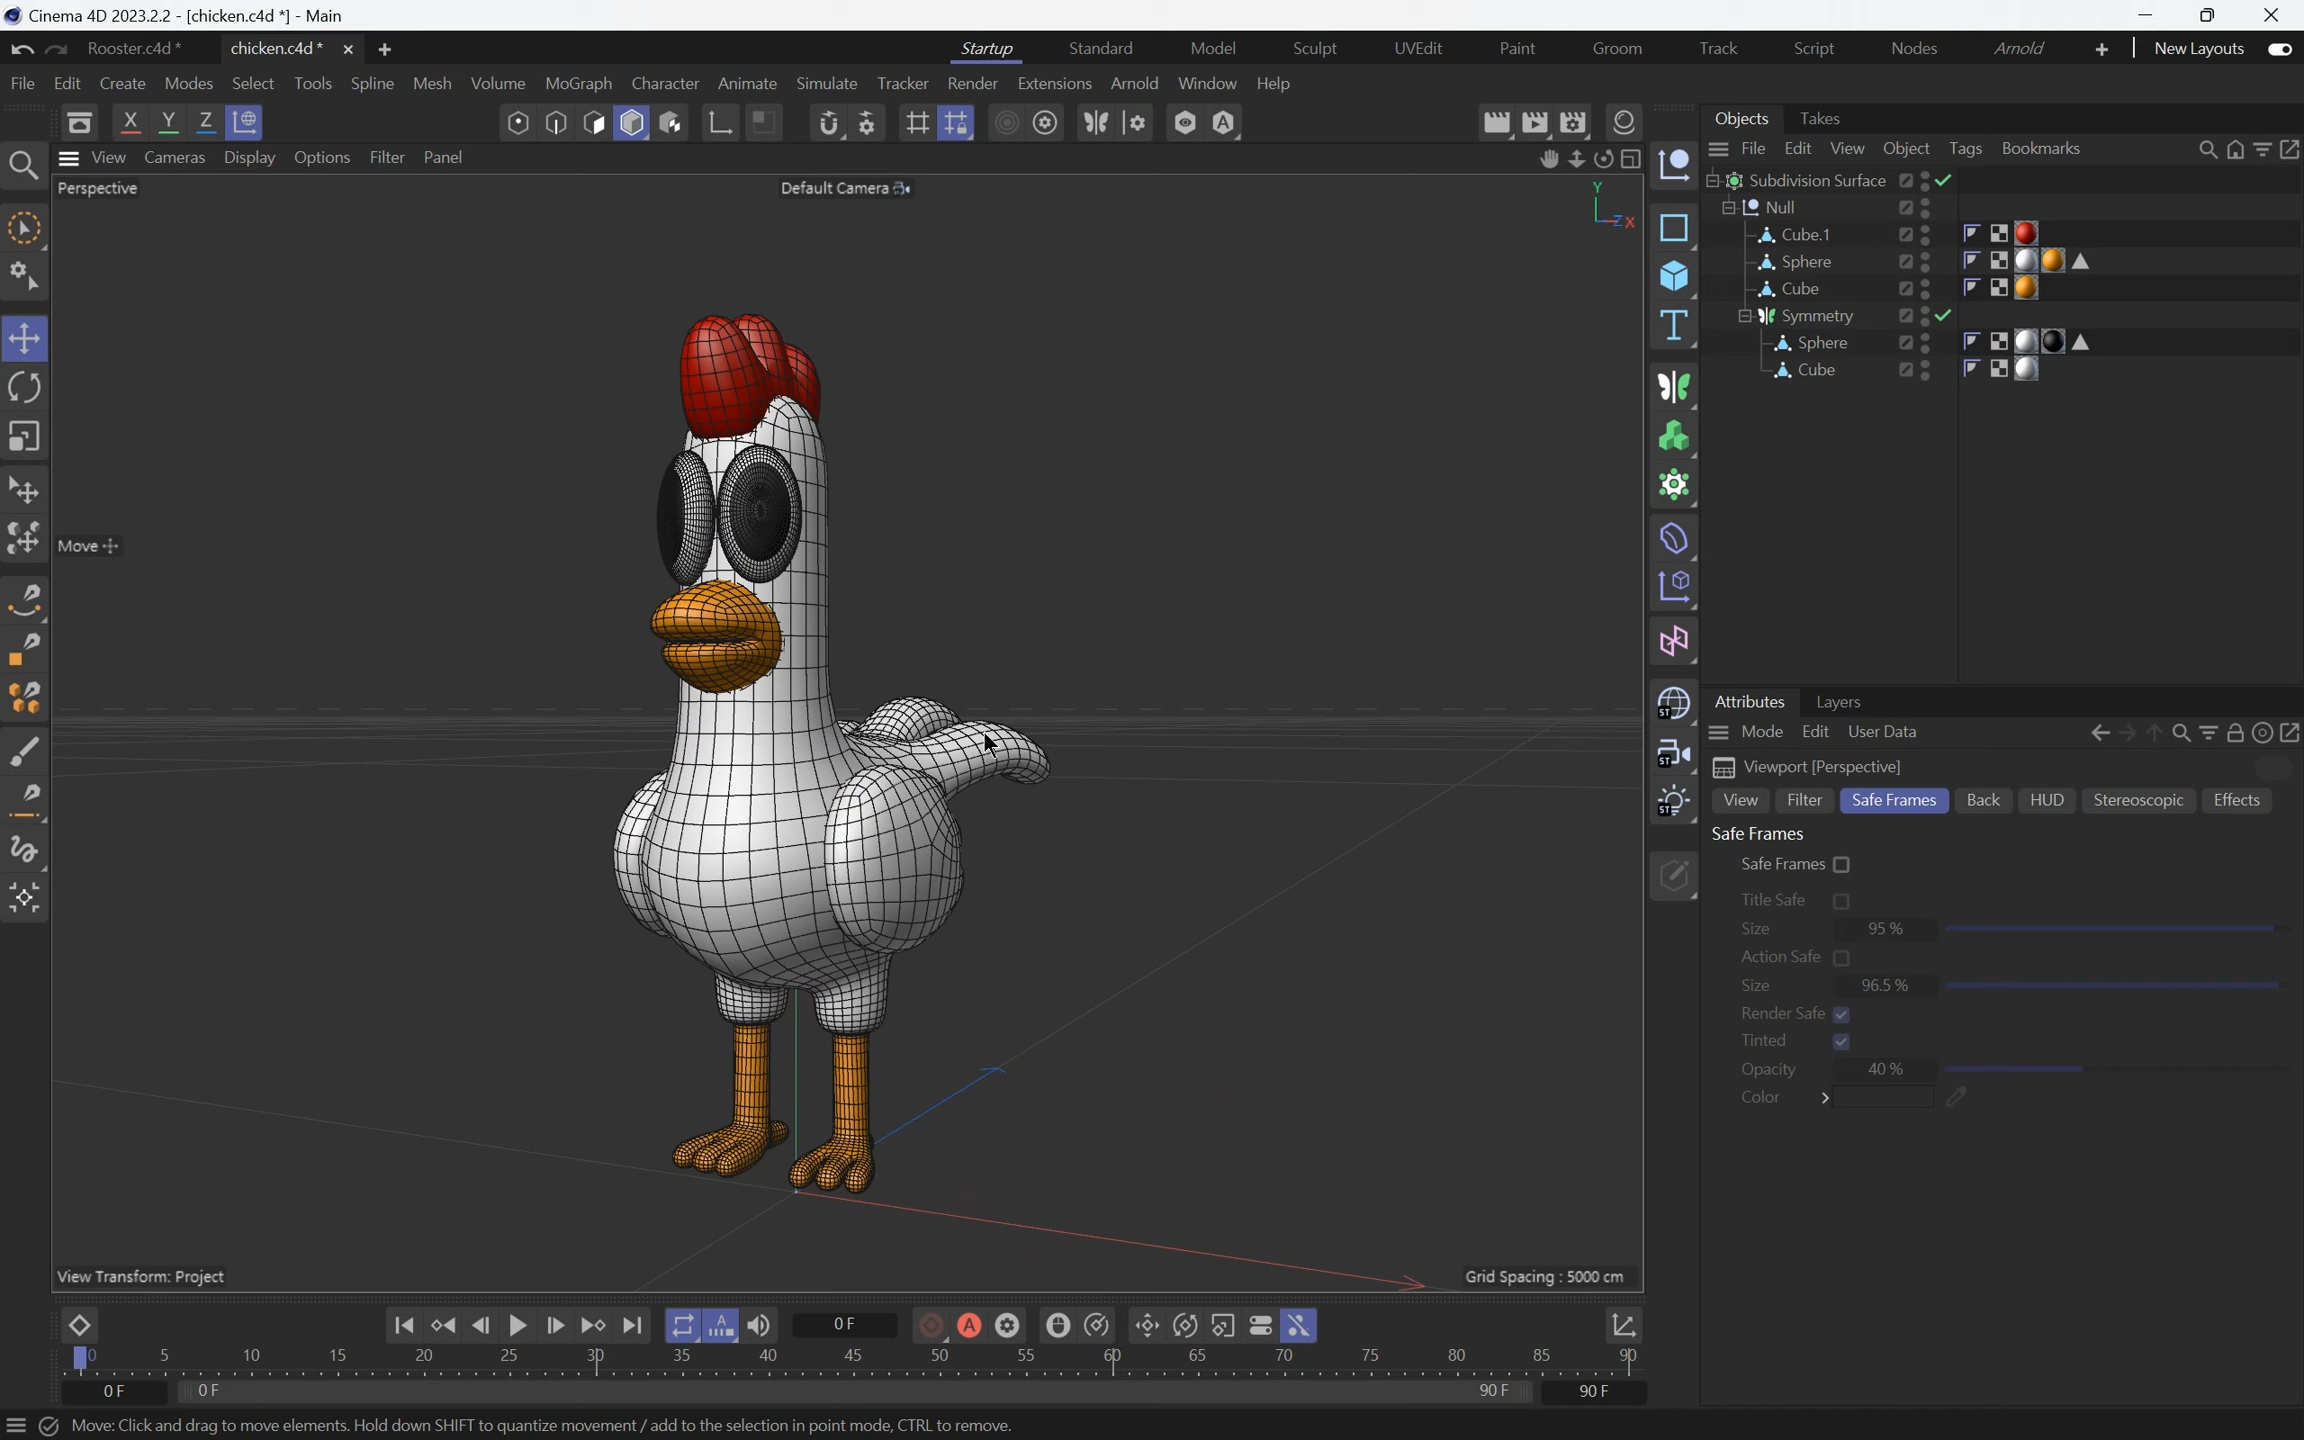 Cinema 4D 2023.2.2 - [chicken.c4d *] - Main
Rooster.c4d * chicken.c4d * Startup Standard Model Sculpt UVEdit Paint Groom Track Script Nodes Arnold New Layouts
File Edit Create Modes Select Tools Spline Mesh Volume MoGraph Character Animate Simulate Tracker Render Extensions Arnold Window Help
X Y Z
Objects Takes
File Edit View Object Tags Bookmarks
View Cameras Display Options Filter Panel
Perspective
Default Camera
Y
Z X
Move
Subdivision Surface
Null
Cube.1
Sphere
Cube
Symmetry
Sphere
Cube
ST
ST
ST
Attributes Layers
Mode Edit User Data
Viewport [Perspective]
View Filter Safe Frames Back HUD Stereoscopic Effects
Safe Frames
Safe Frames
Title Safe
Size 95 %
Action Safe
Size 96.5 %
Render Safe
Tinted
Opacity 40 %
Color
View Transform: Project
Grid Spacing : 5000 cm
0 F
0 5 10 15 20 25 30 35 40 45 50 55 60 65 70 75 80 85 90
0 F 0 F 90 F 90 F
Move: Click and drag to move elements. Hold down SHIFT to quantize movement / add to the selection in point mode, CTRL to remove.